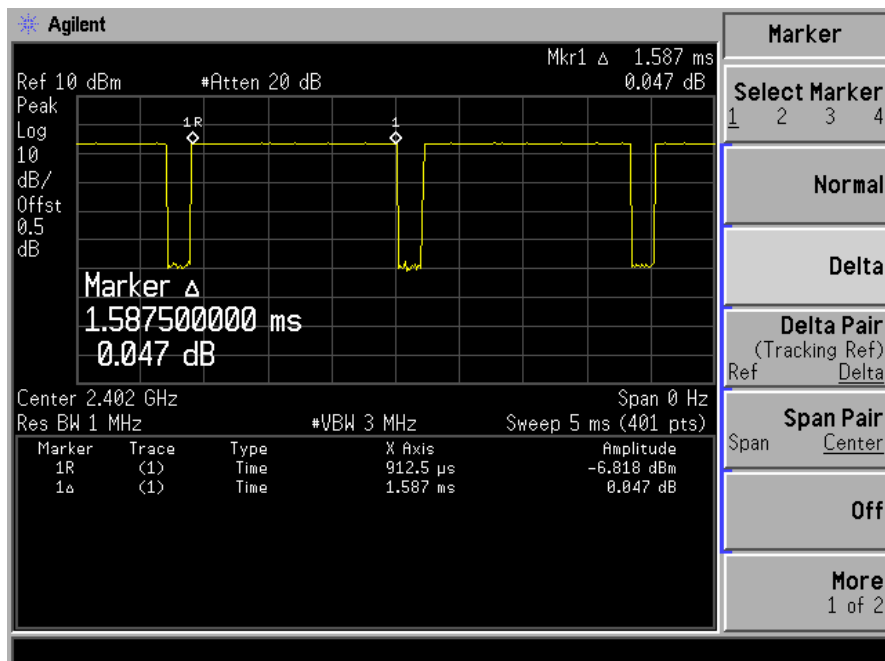 Agilent
Mkr1 Δ 1.587 ms
Ref 10 dBm #Atten 20 dB 0.047 dB
Peak
Log
10
dB/
Offst
0.5
dB
1R
1
Marker Δ
1.587500000 ms
0.047 dB
Center 2.402 GHz Span 0 Hz
Res BW 1 MHz #VBW 3 MHz Sweep 5 ms (401 pts)
Marker Trace Type X Axis Amplitude
1R (1) Time 912.5 μs -6.818 dBm
1Δ (1) Time 1.587 ms 0.047 dB
Marker
Select Marker
1 2 3 4
Normal
Delta
Delta Pair
(Tracking Ref)
Ref Delta
Span Pair
Span Center
Off
More
1 of 2